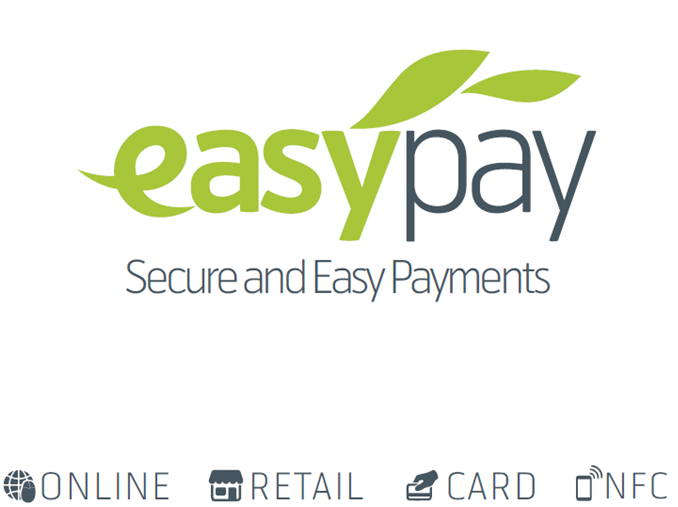 easypay
Secure and Easy Payments
ONLINE RETAIL CARD NFC